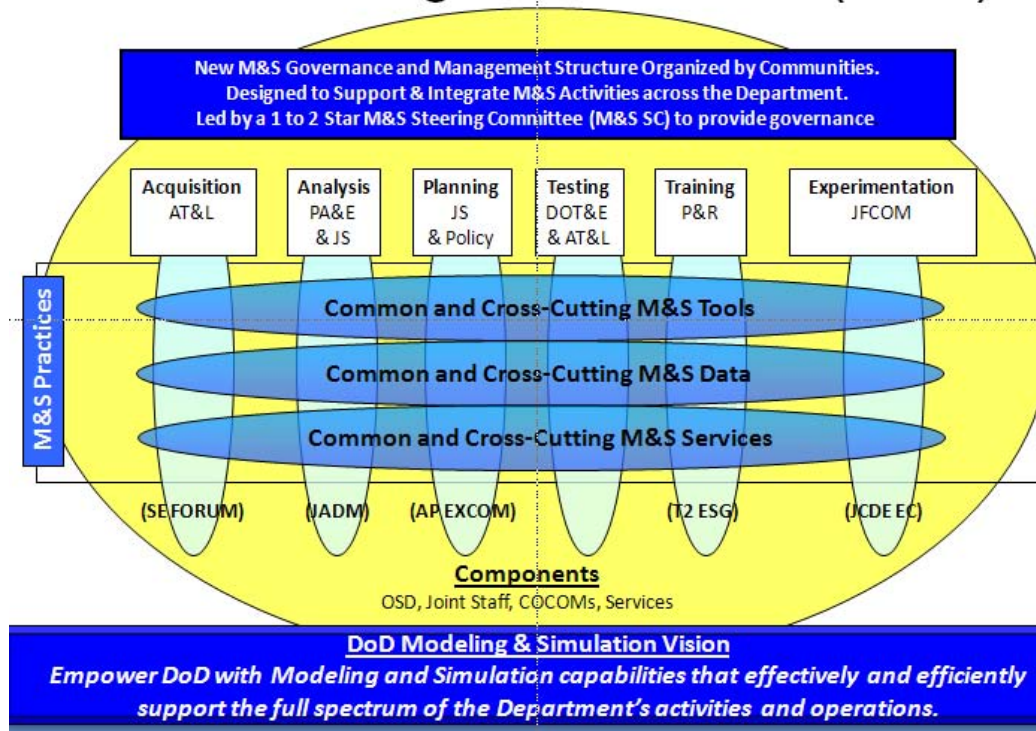 New M&S Governance and Management Structure Organized by Communities.
Designed to Support & Integrate M&S Activities across the Department.
Led by a 1 to 2 Star M&S Steering Committee (M&S SC) to provide governance
Acquisition
AT&L
Analysis
PA&E
& JS
Planning
JS
& Policy
Testing
DOT&E
& AT&L
Training
P&R
Experimentation
JFCOM
M&S Practices
Common and Cross-Cutting M&S Tools
Common and Cross-Cutting M&S Data
Common and Cross-Cutting M&S Services
(SE FORUM)
(JADM)
(AP EXCOM)
(T2 ESG)
(JCDE EC)
Components
OSD, Joint Staff, COCOMs, Services
DoD Modeling & Simulation Vision
Empower DoD with Modeling and Simulation capabilities that effectively and efficiently
support the full spectrum of the Department's activities and operations.